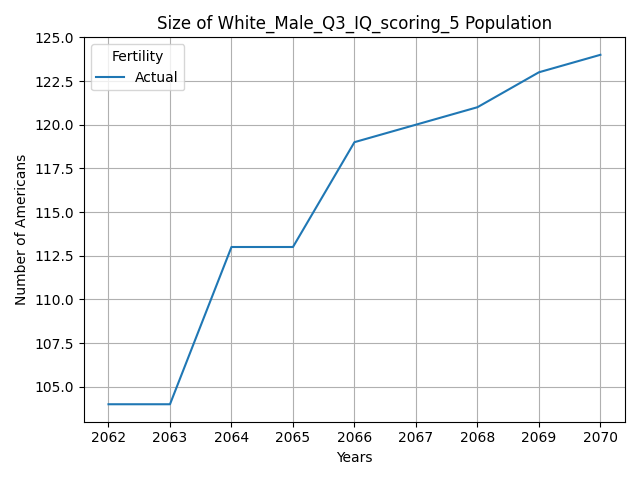 Size of White_Male_Q3_IQ_scoring_5 Population
Fertility
Actual
Number of Americans
125.0
122.5
120.0
117.5
115.0
112.5
110.0
107.5
105.0
2062 2063 2064 2065 2066 2067 2068 2069 2070
Years